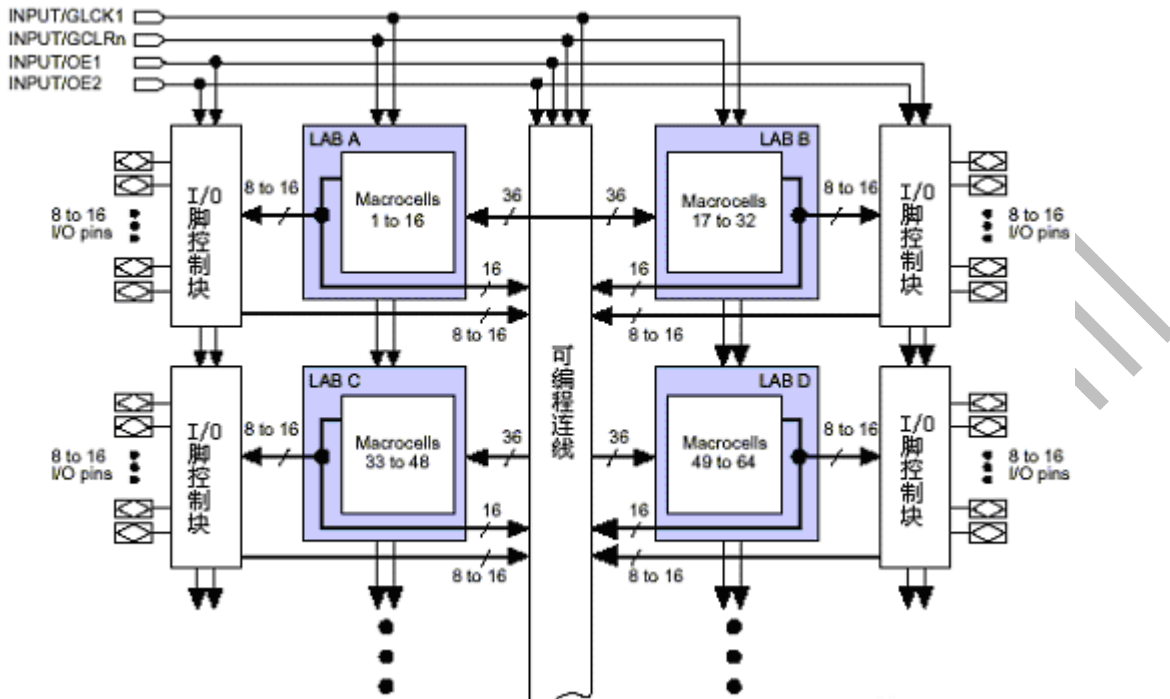 INPUT/GLCK1
INPUT/GCLRn
INPUT/OE1
INPUT/OE2
LAB A
LAB B
I/O脚控制块
8 to 16
Macrocells
1 to 16
36
36
Macrocells
17 to 32
8 to 16
I/O脚控制块
8 to 16
I/O pins
8 to 16
I/O pins
16
16
8 to 16
8 to 16
可编程连线
LAB C
LAB D
I/O脚控制块
8 to 16
Macrocells
33 to 48
36
36
Macrocells
49 to 64
8 to 16
I/O脚控制块
8 to 16
I/O pins
8 to 16
I/O pins
16
16
8 to 16
8 to 16